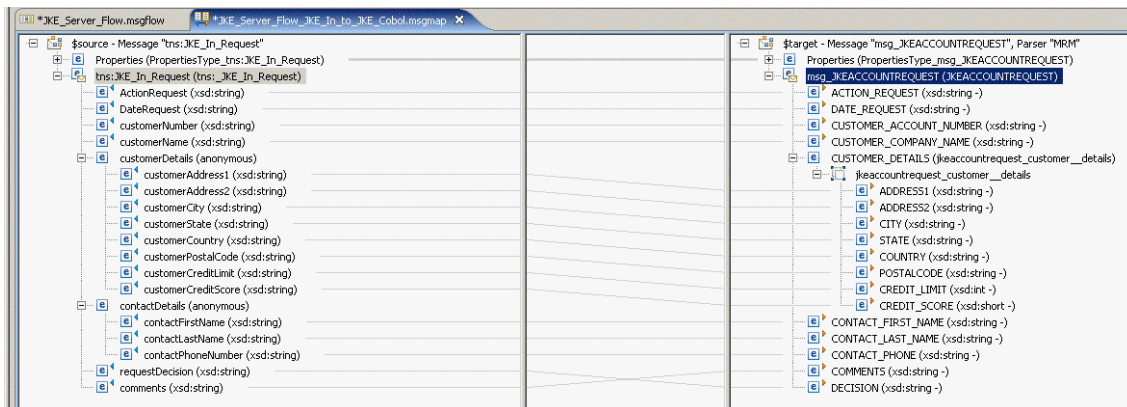 *JKE_Server_Flow.msgflow
*JKE_Server_Flow_JKE_In_to_JKE_Cobol.msgmap
$source - Message "tns:JKE_In_Request"
Properties (PropertiesType_tns:JKE_In_Request)
tns:JKE_In_Request (tns:_JKE_In_Request)
ActionRequest (xsd:string)
DateRequest (xsd:string)
customerNumber (xsd:string)
customerName (xsd:string)
customerDetails (anonymous)
customerAddress1 (xsd:string)
customerAddress2 (xsd:string)
customerCity (xsd:string)
customerState (xsd:string)
customerCountry (xsd:string)
customerPostalCode (xsd:string)
customerCreditLimit (xsd:string)
customerCreditScore (xsd:string)
contactDetails (anonymous)
contactFirstName (xsd:string)
contactLastName (xsd:string)
contactPhoneNumber (xsd:string)
requestDecision (xsd:string)
comments (xsd:string)
$target - Message "msg_JKEACCOUNTREQUEST", Parser "MRM"
Properties (PropertiesType_msg_JKEACCOUNTREQUEST)
msg_JKEACCOUNTREQUEST (JKEACCOUNTREQUEST)
ACTION_REQUEST (xsd:string -)
DATE_REQUEST (xsd:string -)
CUSTOMER_ACCOUNT_NUMBER (xsd:string -)
CUSTOMER_COMPANY_NAME (xsd:string -)
CUSTOMER_DETAILS (jkeaccountrequest_customer__details)
jkeaccountrequest_customer__details
ADDRESS1 (xsd:string -)
ADDRESS2 (xsd:string -)
CITY (xsd:string -)
STATE (xsd:string -)
COUNTRY (xsd:string -)
POSTALCODE (xsd:string -)
CREDIT_LIMIT (xsd:int -)
CREDIT_SCORE (xsd:short -)
CONTACT_FIRST_NAME (xsd:string -)
CONTACT_LAST_NAME (xsd:string -)
CONTACT_PHONE (xsd:string -)
COMMENTS (xsd:string -)
DECISION (xsd:string -)